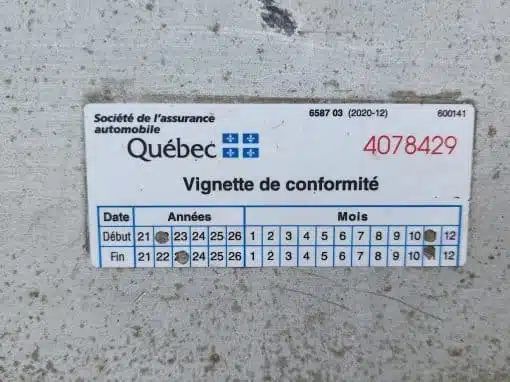 Société de l'assurance
automobile
6587 03 (2020-12)
600141
Québec
4078429
Vignette de conformité
Date Années Mois
Début 21 23 24 25 26 1 2 3 4 5 6 7 8 9 10 12
Fin 21 22 24 25 26 1 2 3 4 5 6 7 8 9 10 12